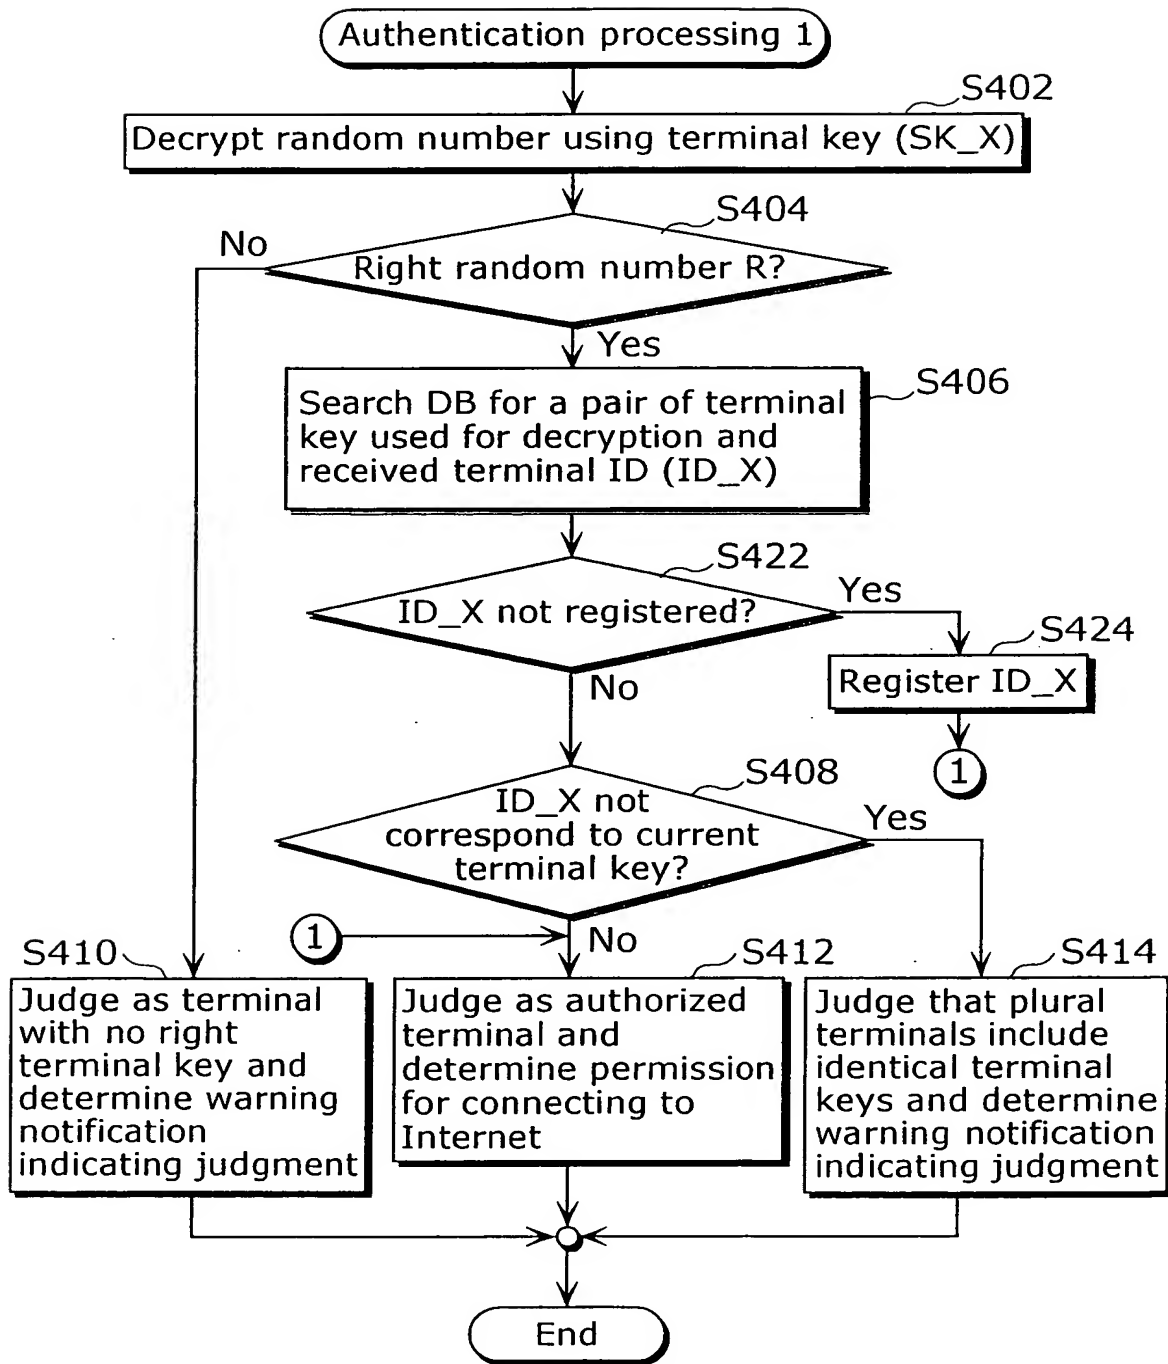 Authentication processing 1
S402
Decrypt random number using terminal key (SK_X)
S404
No
Right random number R?
Yes
S406
Search DB for a pair of terminal
key used for decryption and
received terminal ID (ID_X)
S422
Yes
ID_X not registered?
S424
No
Register ID_X
1
S408
ID_X not
correspond to current
terminal key?
Yes
1
No
S410
Judge as terminal
with no right
terminal key and
determine warning
notification
indicating judgment
S412
Judge as authorized
terminal and
determine permission
for connecting to
Internet
S414
Judge that plural
terminals include
identical terminal
keys and determine
warning notification
indicating judgment
End